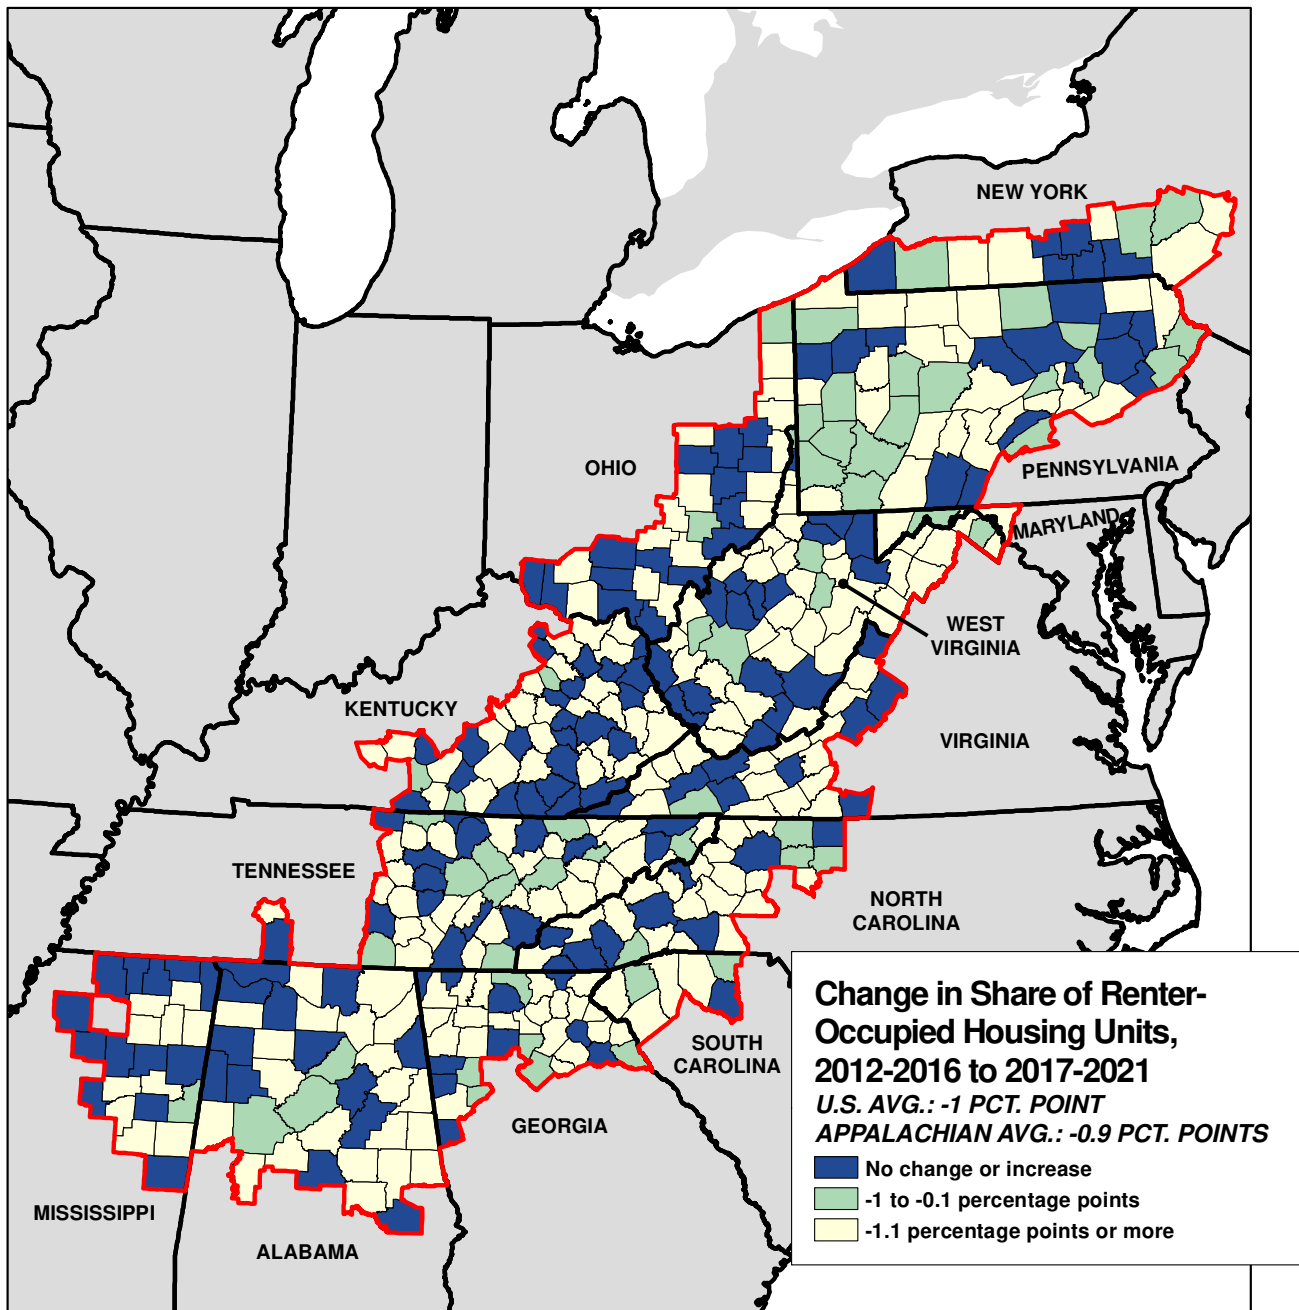 NEW YORK
OHIO
PENNSYLVANIA
MARYLAND
WEST
VIRGINIA
KENTUCKY
VIRGINIA
TENNESSEE
NORTH
CAROLINA
SOUTH
CAROLINA
GEORGIA
MISSISSIPPI
ALABAMA
Change in Share of Renter-
Occupied Housing Units,
2012-2016 to 2017-2021
U.S. AVG.: -1 PCT. POINT
APPALACHIAN AVG.: -0.9 PCT. POINTS
No change or increase
-1 to -0.1 percentage points
-1.1 percentage points or more